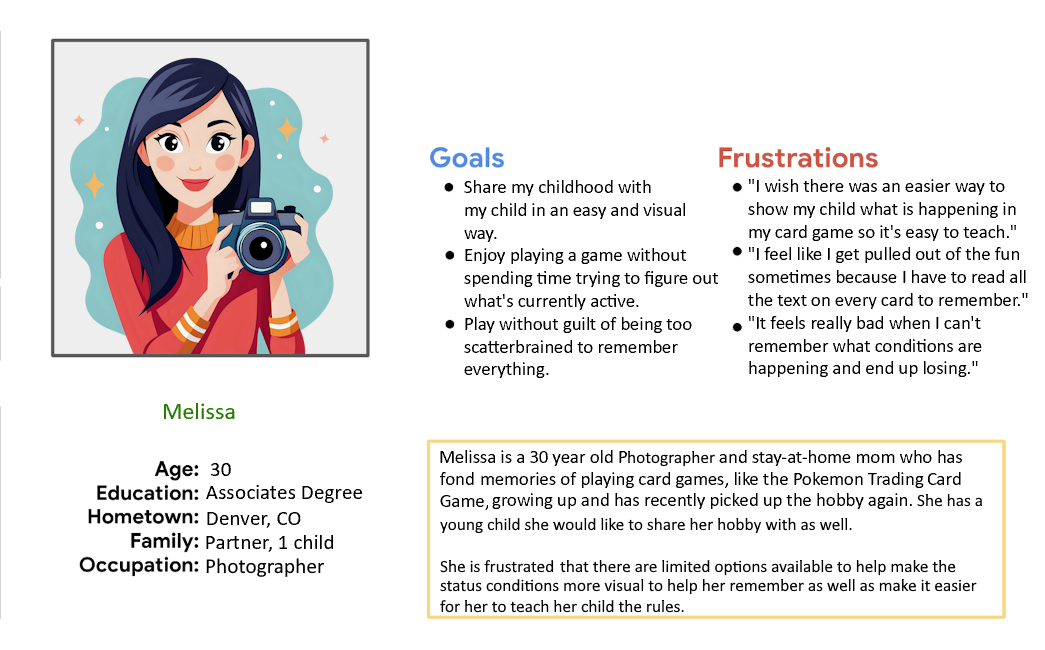 Goals
Share my childhood with
my child in an easy and visual
way.
Enjoy playing a game without
spending time trying to figure out
what's currently active.
Play without guilt of being too
scatterbrained to remember
everything.
Frustrations
"I wish there was an easier way to
show my child what is happening in
my card game so it's easy to teach."
"I feel like I get pulled out of the fun
sometimes because I have to read all
the text on every card to remember."
"It feels really bad when I can't
remember what conditions are
happening and end up losing."
Melissa
Age: 30
Education: Associates Degree
Hometown: Denver, CO
Family: Partner, 1 child
Occupation: Photographer
Melissa is a 30 year old Photographer and stay-at-home mom who has
fond memories of playing card games, like the Pokemon Trading Card
Game, growing up and has recently picked up the hobby again. She has a
young child she would like to share her hobby with as well.
She is frustrated that there are limited options available to help make the
status conditions more visual to help her remember as well as make it easier
for her to teach her child the rules.